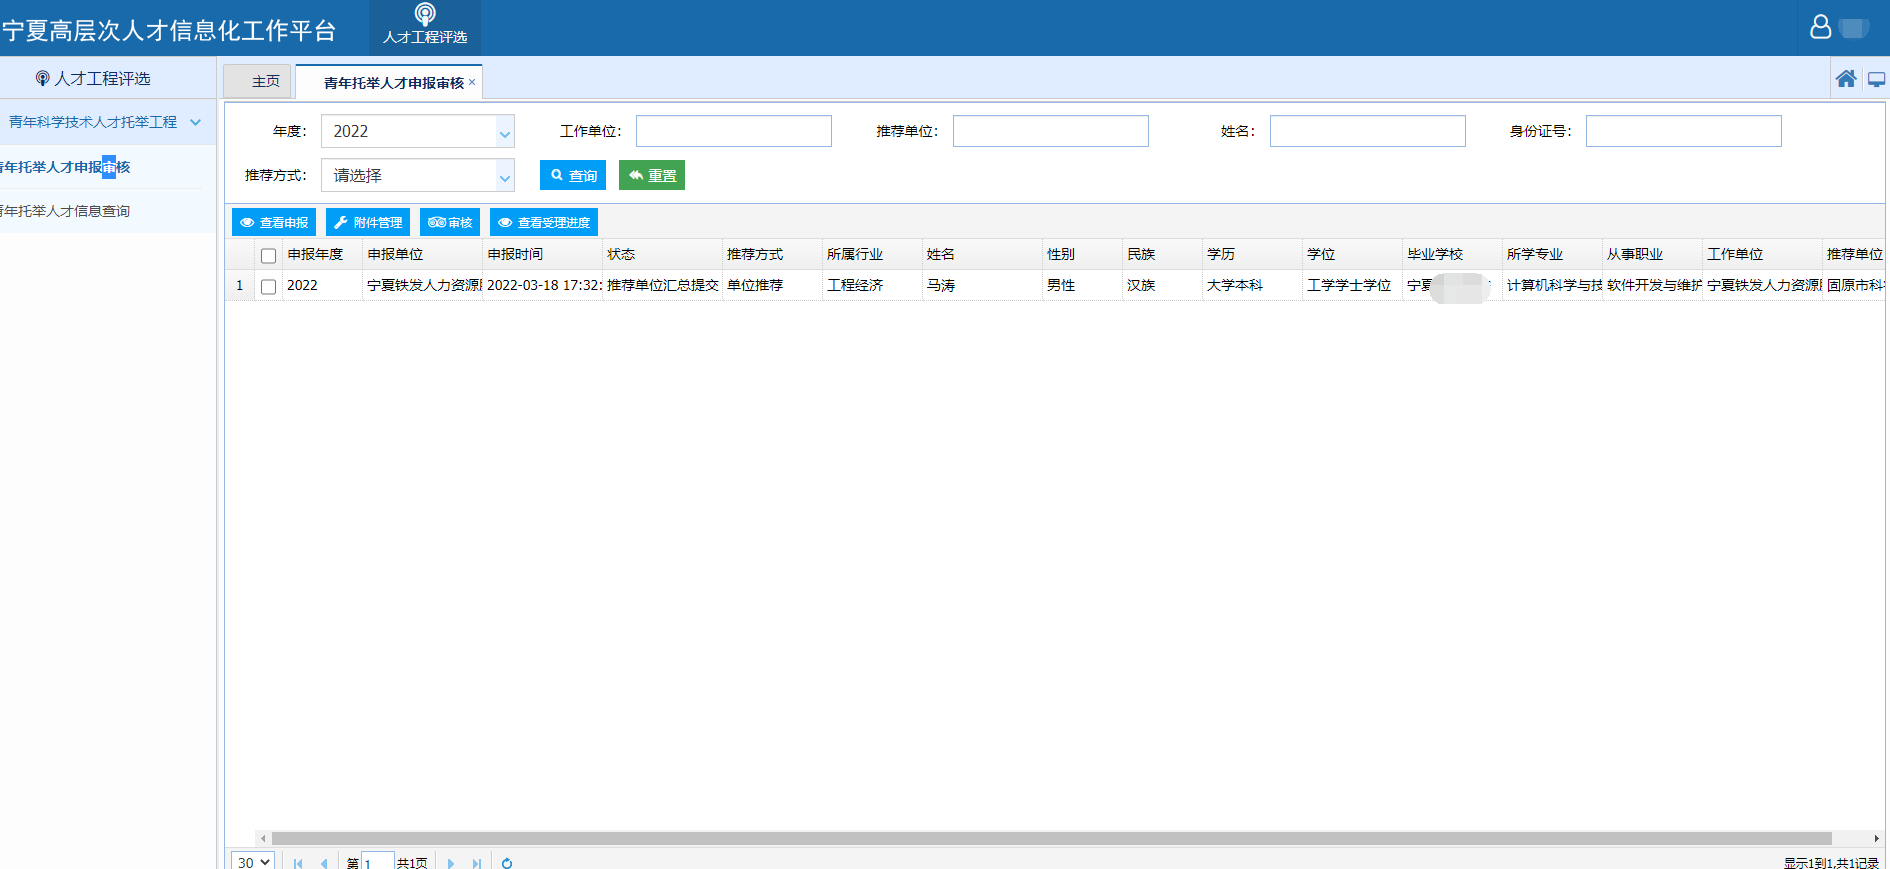 宁夏高层次人才信息化工作平台
人才工程评选
人才工程评选
青年科学技术人才托举工程
青年托举人才申报审核
青年托举人才信息查询
主页
青年托举人才申报审核 ×
年度： 2022 工作单位： 推荐单位： 姓名： 身份证号：
推荐方式： 请选择 查询 重置
查看申报 附件管理 审核 查看受理进度
申报年度 申报单位 申报时间 状态 推荐方式 所属行业 姓名 性别 民族 学历 学位 毕业学校 所学专业 从事职业 工作单位 推荐单位
1 2022 宁夏铁发人力资源 2022-03-18 17:32: 推荐单位汇总提交 单位推荐 工程经济 马涛 男性 汉族 大学本科 工学学士学位 宁夏 计算机科学与技 软件开发与维护 宁夏铁发人力资源 固原市科
30 第 1 共1页 显示1到1,共1记录